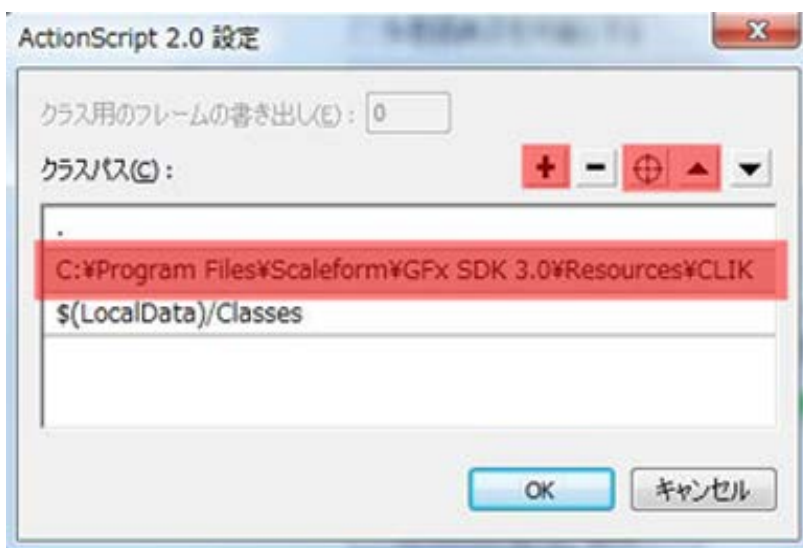 ActionScript 2.0 設定
クラス用のフレームの書き出し(E): 0
クラスパス(C):
.
C:¥Program Files¥Scaleform¥GFx SDK 3.0¥Resources¥CLIK
$(LocalData)/Classes
OK キャンセル